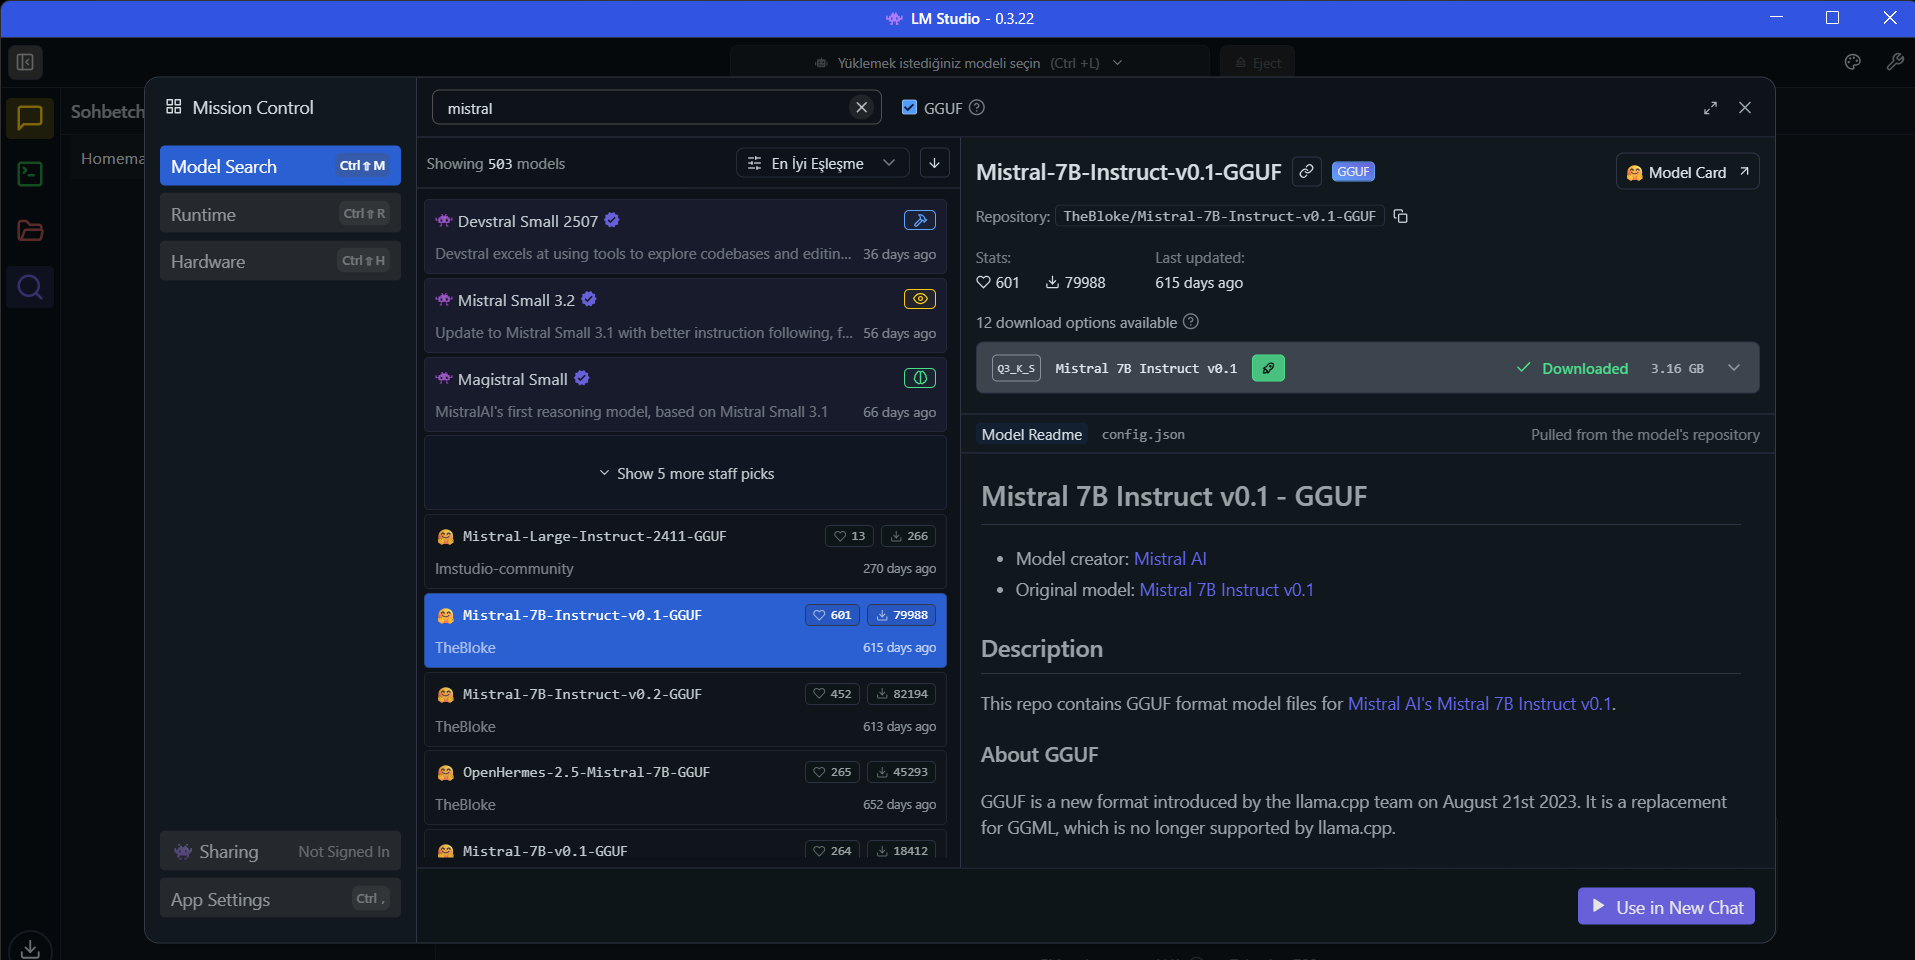 LM Studio - 0.3.22
Yüklemek istediğiniz modeli seçin (Ctrl +L)
Eject
Sohbetch
Homema
Mission Control
Model Search Ctrl⇧M
Runtime Ctrl⇧R
Hardware Ctrl⇧H
Sharing Not Signed In
App Settings Ctrl ,
mistral
GGUF
Showing 503 models
En İyi Eşleşme
Devstral Small 2507
Devstral excels at using tools to explore codebases and editin... 36 days ago
Mistral Small 3.2
Update to Mistral Small 3.1 with better instruction following, f... 56 days ago
Magistral Small
MistralAI's first reasoning model, based on Mistral Small 3.1 66 days ago
Show 5 more staff picks
Mistral-Large-Instruct-2411-GGUF 13 266
lmstudio-community 270 days ago
Mistral-7B-Instruct-v0.1-GGUF 601 79988
TheBloke 615 days ago
Mistral-7B-Instruct-v0.2-GGUF 452 82194
TheBloke 613 days ago
OpenHermes-2.5-Mistral-7B-GGUF 265 45293
TheBloke 652 days ago
Mistral-7B-v0.1-GGUF 264 18412
Mistral-7B-Instruct-v0.1-GGUF GGUF
Model Card
Repository: TheBloke/Mistral-7B-Instruct-v0.1-GGUF
Stats: Last updated:
601 79988 615 days ago
12 download options available
Q3_K_S Mistral 7B Instruct v0.1 Downloaded 3.16 GB
Model Readme config.json Pulled from the model's repository
Mistral 7B Instruct v0.1 - GGUF
• Model creator: Mistral AI
• Original model: Mistral 7B Instruct v0.1
Description
This repo contains GGUF format model files for Mistral AI's Mistral 7B Instruct v0.1.
About GGUF
GGUF is a new format introduced by the llama.cpp team on August 21st 2023. It is a replacement
for GGML, which is no longer supported by llama.cpp.
Use in New Chat